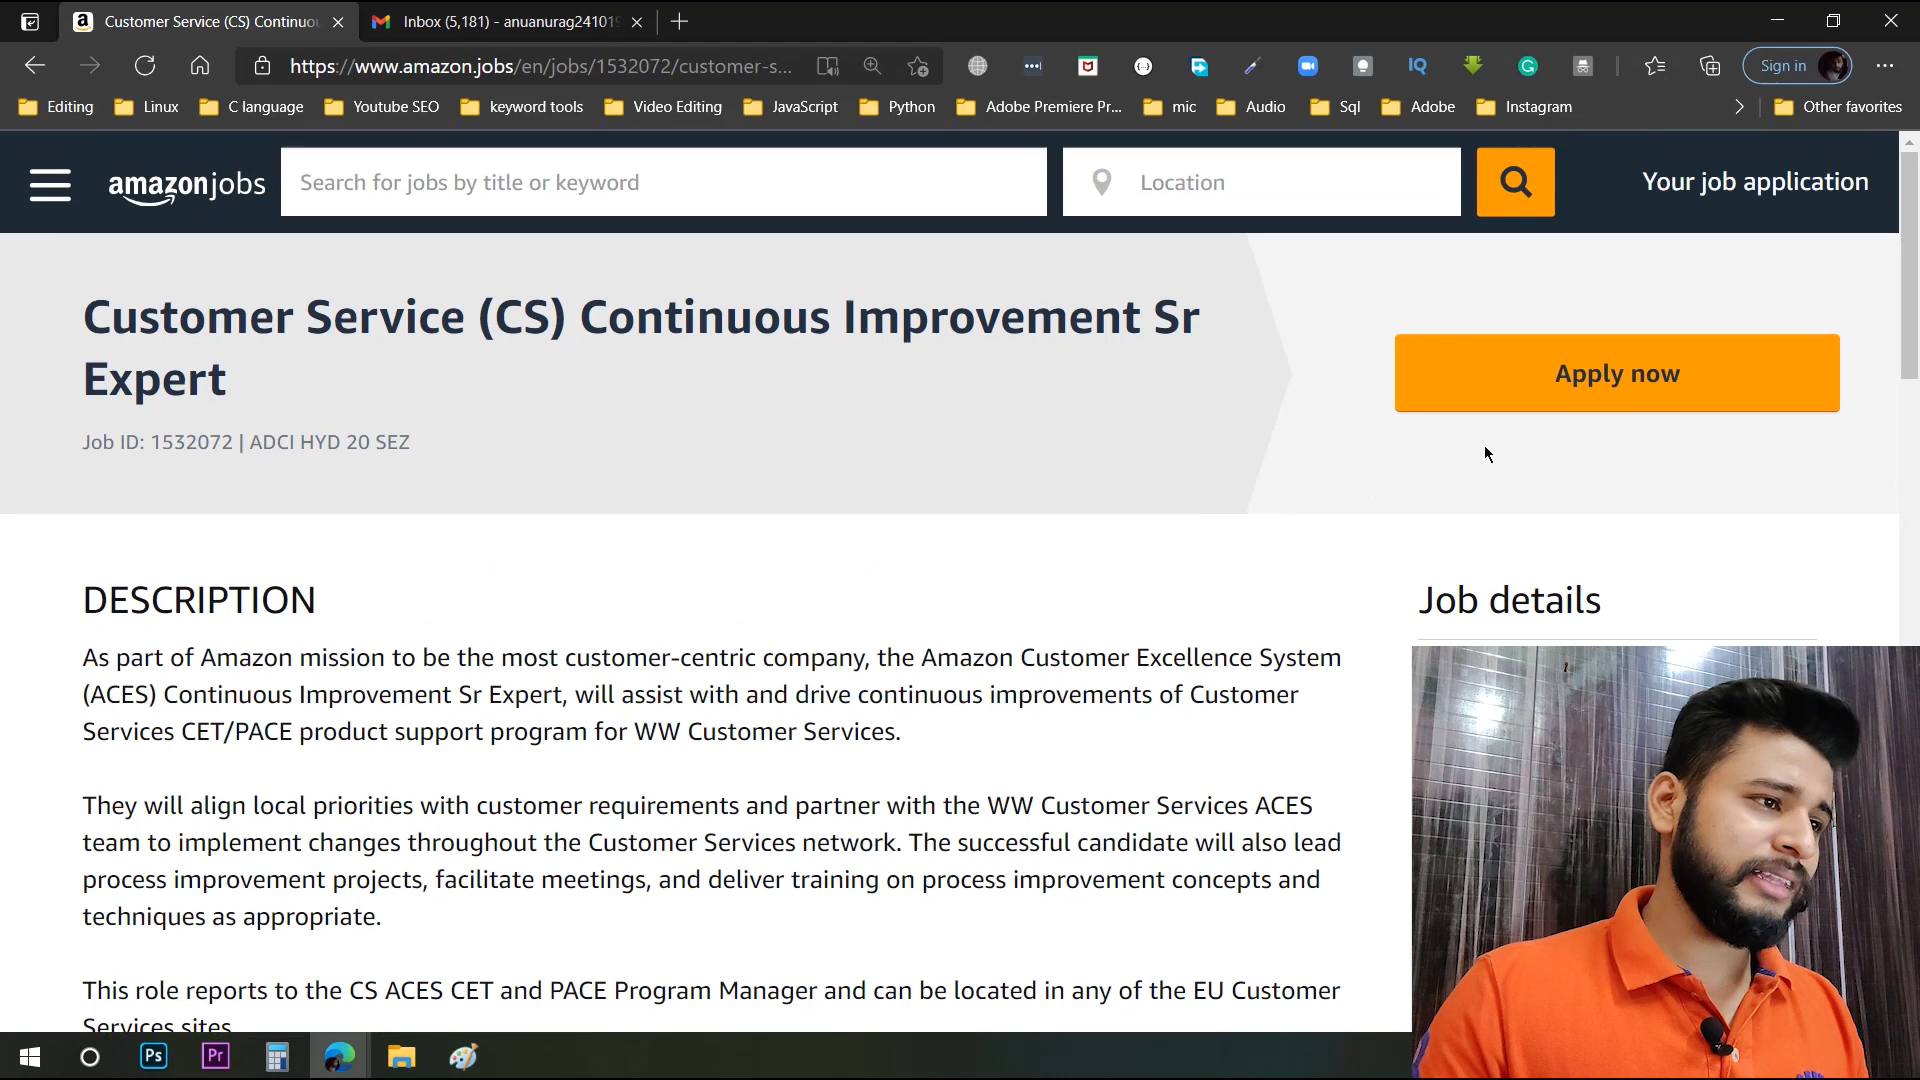 Customer Service (CS) Continuou
Inbox (5,181) - anuanurag24101
https://www.amazon.jobs/en/jobs/1532072/customer-s...
IQ
Sign in
Editing
Linux
C language
Youtube SEO
keyword tools
Video Editing
JavaScript
Python
Adobe Premiere Pr...
mic
Audio
Sql
Adobe
Instagram
Other favorites
amazonjobs
Search for jobs by title or keyword
Location
Your job application
Customer Service (CS) Continuous Improvement Sr
Expert
Job ID: 1532072 | ADCI HYD 20 SEZ
Apply now
DESCRIPTION
As part of Amazon mission to be the most customer-centric company, the Amazon Customer Excellence System
(ACES) Continuous Improvement Sr Expert, will assist with and drive continuous improvements of Customer
Services CET/PACE product support program for WW Customer Services.
They will align local priorities with customer requirements and partner with the WW Customer Services ACES
team to implement changes throughout the Customer Services network. The successful candidate will also lead
process improvement projects, facilitate meetings, and deliver training on process improvement concepts and
techniques as appropriate.
This role reports to the CS ACES CET and PACE Program Manager and can be located in any of the EU Customer
Services sites
Job details
Ps
Pr